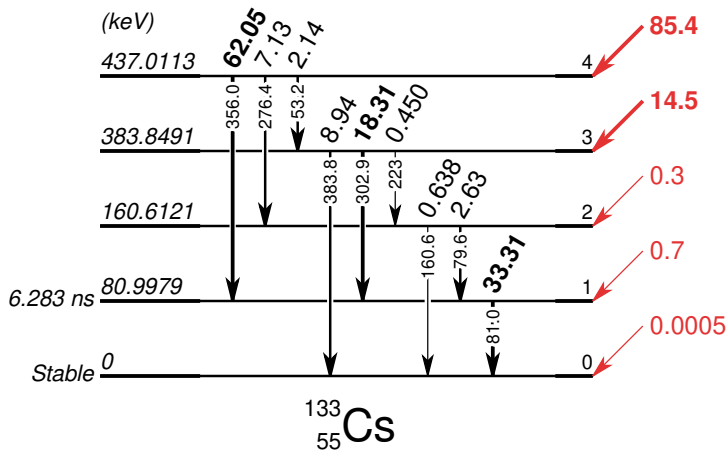 (keV)
62.05 7.13 2.14
85.4
437.0113 4
356.0 276.4 53.2
8.94 18.31 0.450
14.5
383.8491 3
383.8 302.9 223
0.638 2.63
0.3
160.6121 2
160.6 79.6
33.31
0.7
6.283 ns 80.9979 1
81.0
0.0005
Stable 0 0
133
55 Cs